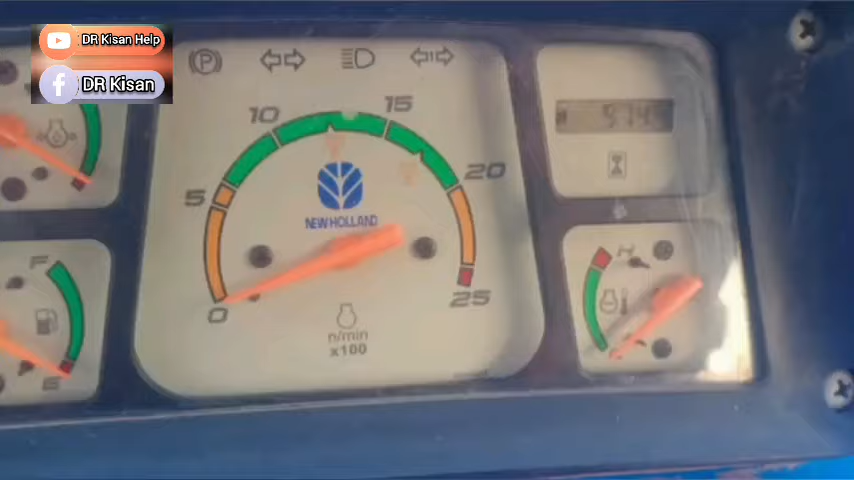 DR Kisan Help
DR Kisan
P
10
15
5
20
NEW HOLLAND
0
25
n/min
x100
F
E
H